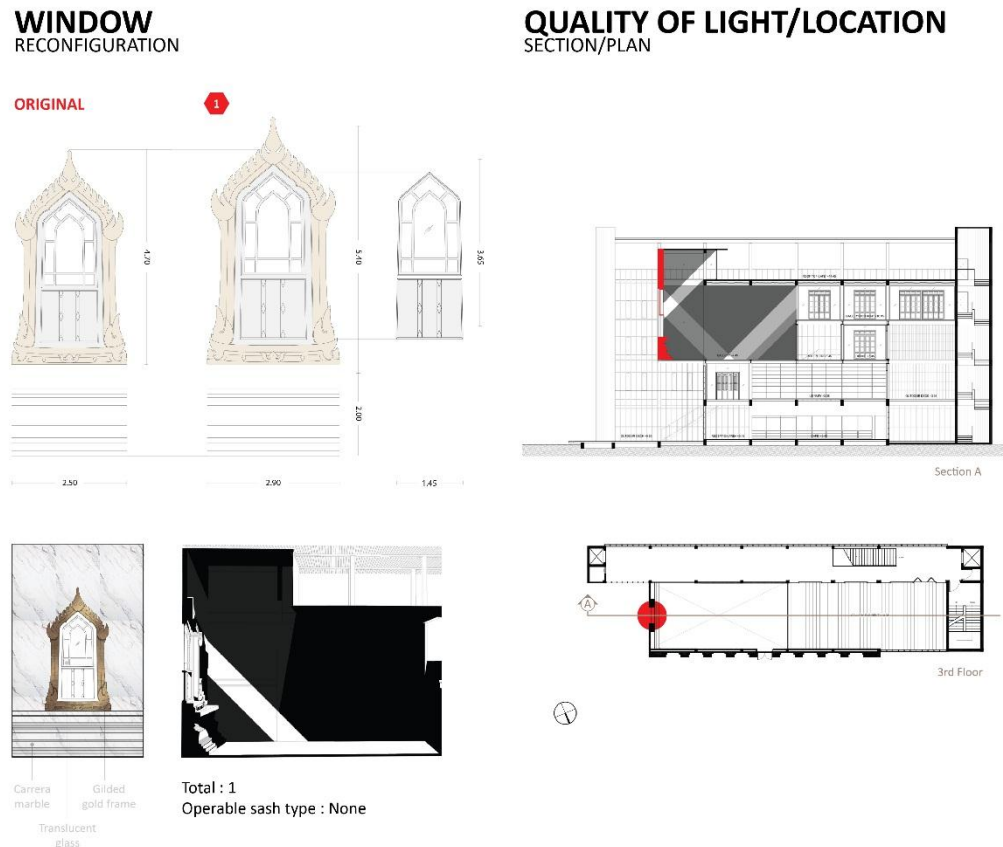 WINDOW
RECONFIGURATION
ORIGINAL
1
4.70
5.40
3.65
2.00
2.50
2.90
1.45
Carrera
marble
Gilded
gold frame
Translucent
glass
Total : 1
Operable sash type : None
QUALITY OF LIGHT/LOCATION
SECTION/PLAN
Section A
A
3rd Floor